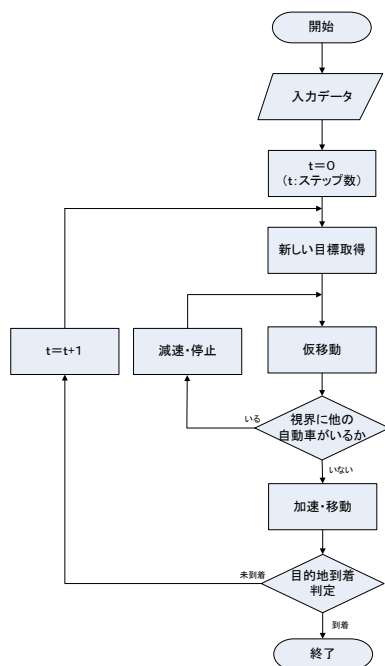 開始
入力データ
t＝0
（t：ステップ数）
新しい目標取得
t＝t+1
減速・停止
仮移動
いる
視界に他の
自動車がいるか
いない
加速・移動
未到着
目的地到着
判定
到着
終了